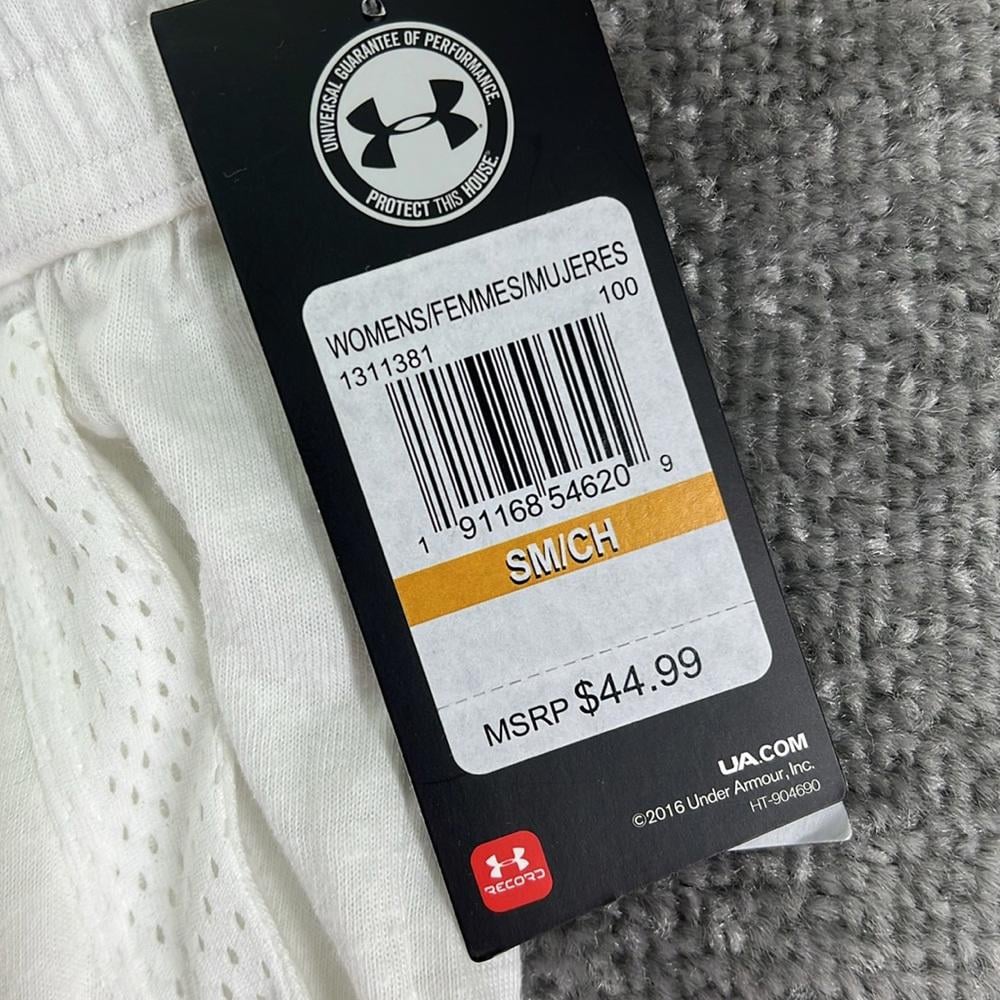 UNIVERSAL GUARANTEE OF PERFORMANCE.
PROTECT THIS HOUSE.
WOMENS/FEMMES/MUJERES
100
1311381
1 91168 54620 9
SM/CH
MSRP $44.99
UA.COM
©2016 Under Armour, Inc.
HT-904690
RECORD